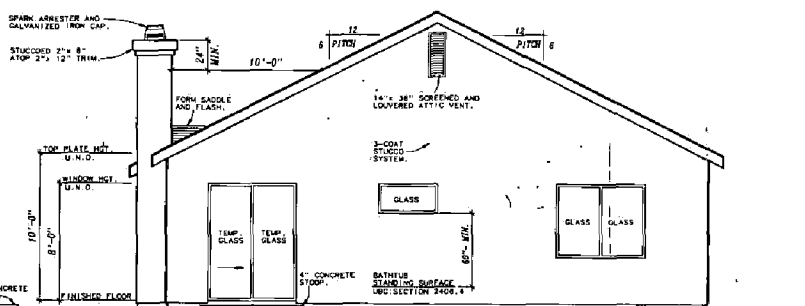 SPARK ARRESTER AND
GALVANIZED IRON CAP.
STUCCOED 2"x 6"
ATOP 2"x 12" TRIM.
24"
MIN.
10'-0"
12
6
PITCH
12
PITCH
6
FORM SADDLE
AND FLASH.
14"x 36" SCREENED AND
LOUVERED ATTIC VENT.
3-COAT
STUCCO
SYSTEM.
TOP PLATE HGT.
U.N.O.
WINDOW HGT.
U.N.O.
10'-0"
8'-0"
TEMP.
GLASS
TEMP.
GLASS
GLASS
GLASS
GLASS
60" MIN.
4" CONCRETE
STOOP.
BATHTUB
STANDING SURFACE
UBC SECTION 2406.4
NCRETE
FINISHED FLOOR